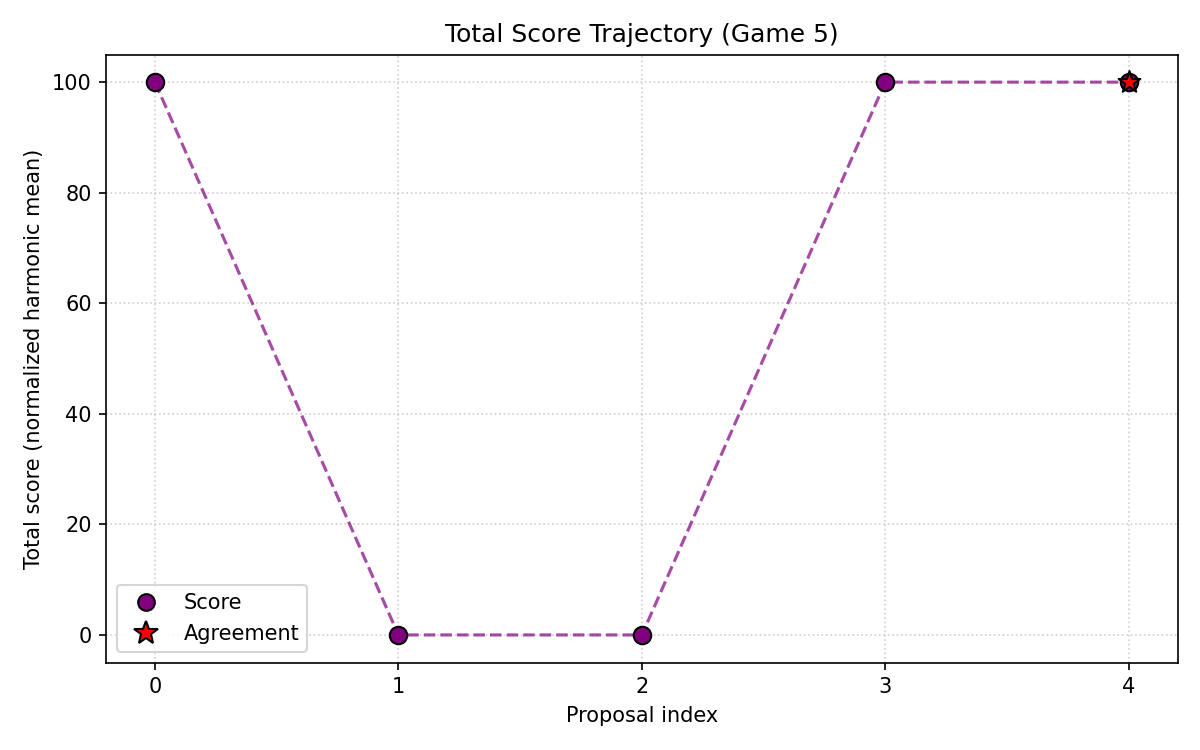 Total Score Trajectory (Game 5)
Total score (normalized harmonic mean)
100
80
60
40
20
0
Score
Agreement
0 1 2 3 4
Proposal index